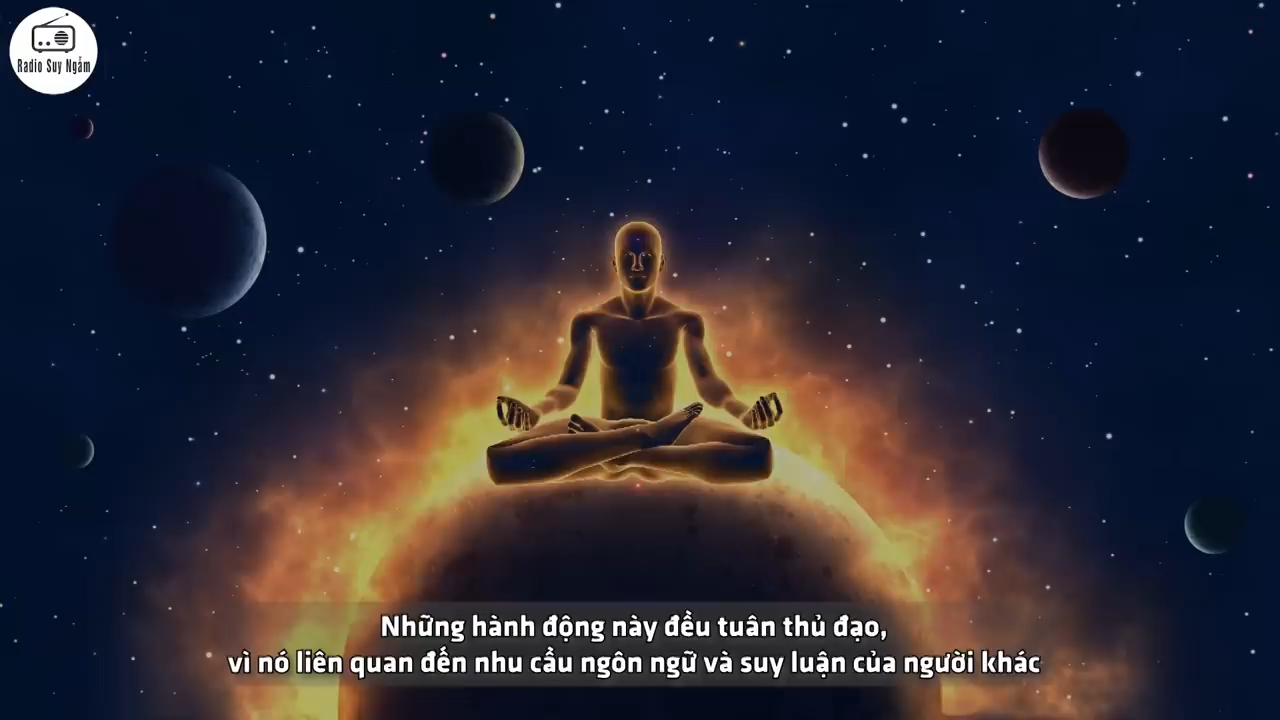 Radio Suy Ngẫm
Những hành động này đều tuân thủ đạo,
vì nó liên quan đến nhu cầu ngôn ngữ và suy luận của người khác